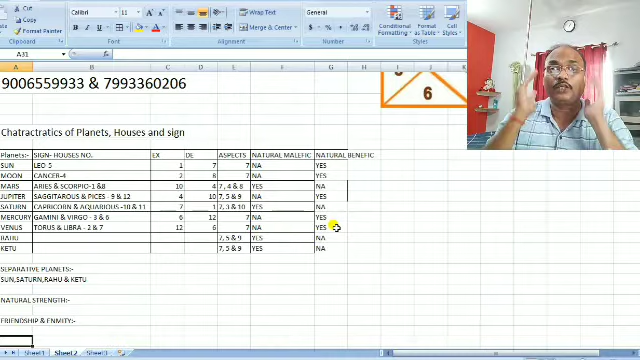 Cut
Copy
Format Painter
Clipboard
Calibri
11
Font
Wrap Text
Merge & Center
Alignment
General
Number
Conditional Formatting
Format as Table
Cell Styles
Styles
A31
A B C D E F G H I J K
9006559933 & 7993360206
6
Chatractratics of Planets, Houses and sign
Planets:- SIGN- HOUSES NO. EX DE ASPECTS NATURAL MALEFIC NATURAL BENEFIC
SUN LEO-5 1 7 7 NA YES
MOON CANCER-4 2 8 7 NA YES
MARS ARIES & SCORPIO-1 &8 10 4 7, 4 & 8 YES NA
JUPITER SAGGITAROUS & PICES - 9 & 12 4 10 7, 5 & 9 NA YES
SATURN CAPRICORN & AQUARIOUS -10 & 11 7 1 7, 3 & 10 YES NA
MERCURY GAMINI & VIRGO - 3 & 6 6 12 7 NA YES
VENUS TORUS & LIBRA - 2 & 7 12 6 7 NA YES
RAHU 7, 5 & 9 YES NA
KETU 7, 5 & 9 YES NA
SEPARATIVE PLANETS:
SUN,SATURN,RAHU & KETU
NATURAL STRENGTH:-
FRIENDSHIP & ENMITY:-
Sheet1 Sheet2 Sheet3